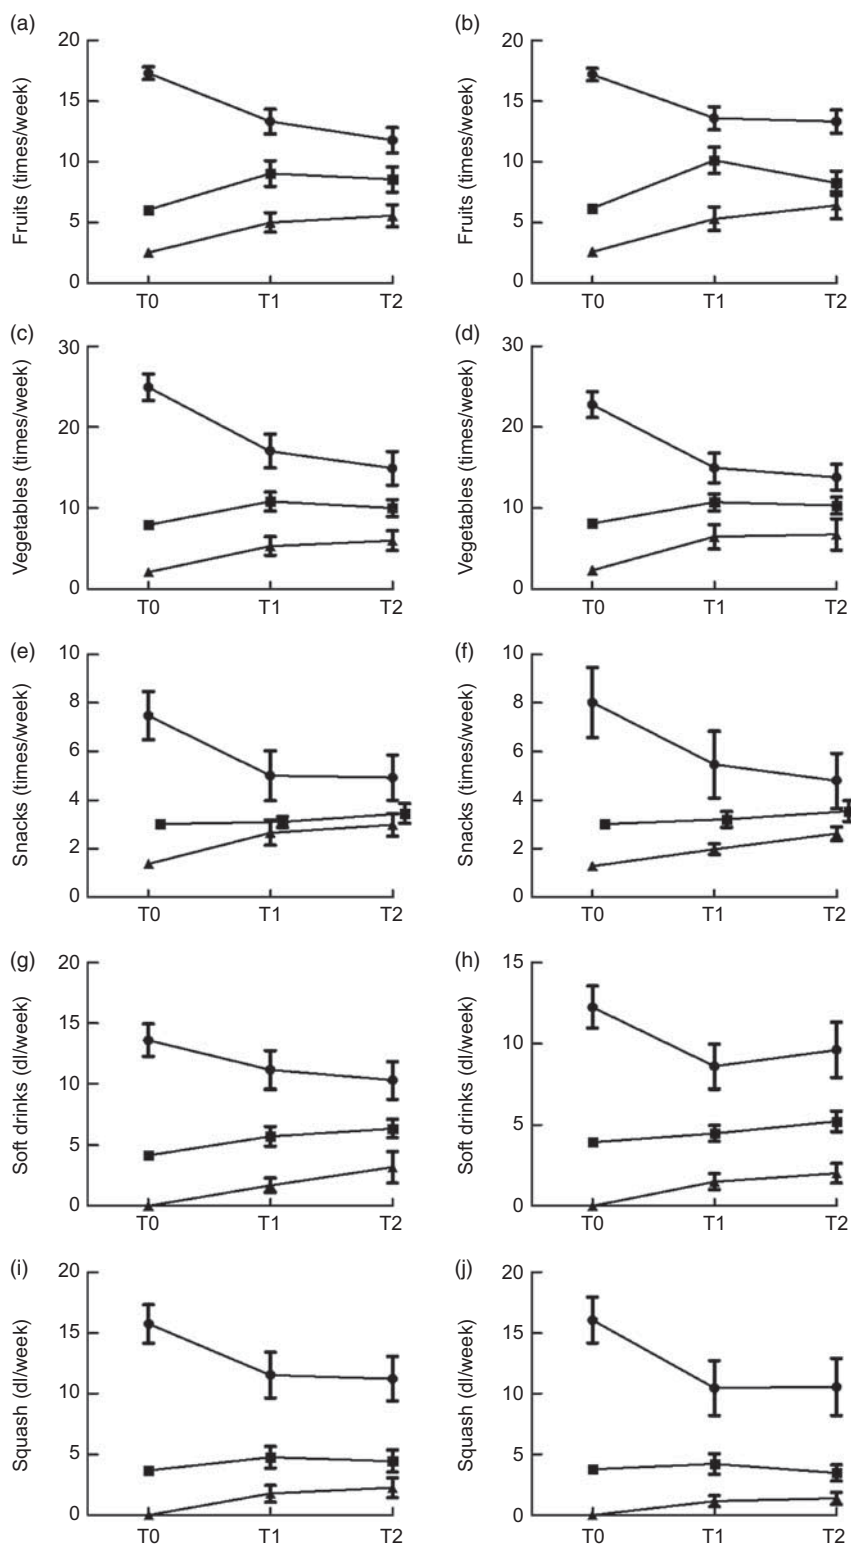 (a)
20
15
10
5
0
Fruits (times/week)
T0 T1 T2
(b)
20
15
10
5
0
Fruits (times/week)
T0 T1 T2
(c)
30
20
10
0
Vegetables (times/week)
T0 T1 T2
(d)
30
20
10
0
Vegetables (times/week)
T0 T1 T2
(e)
10
8
6
4
2
0
Snacks (times/week)
T0 T1 T2
(f)
10
8
6
4
2
0
Snacks (times/week)
T0 T1 T2
(g)
20
15
10
5
0
Soft drinks (dl/week)
T0 T1 T2
(h)
15
10
5
0
Soft drinks (dl/week)
T0 T1 T2
(i)
20
15
10
5
0
Squash (dl/week)
T0 T1 T2
(j)
20
15
10
5
0
Squash (dl/week)
T0 T1 T2